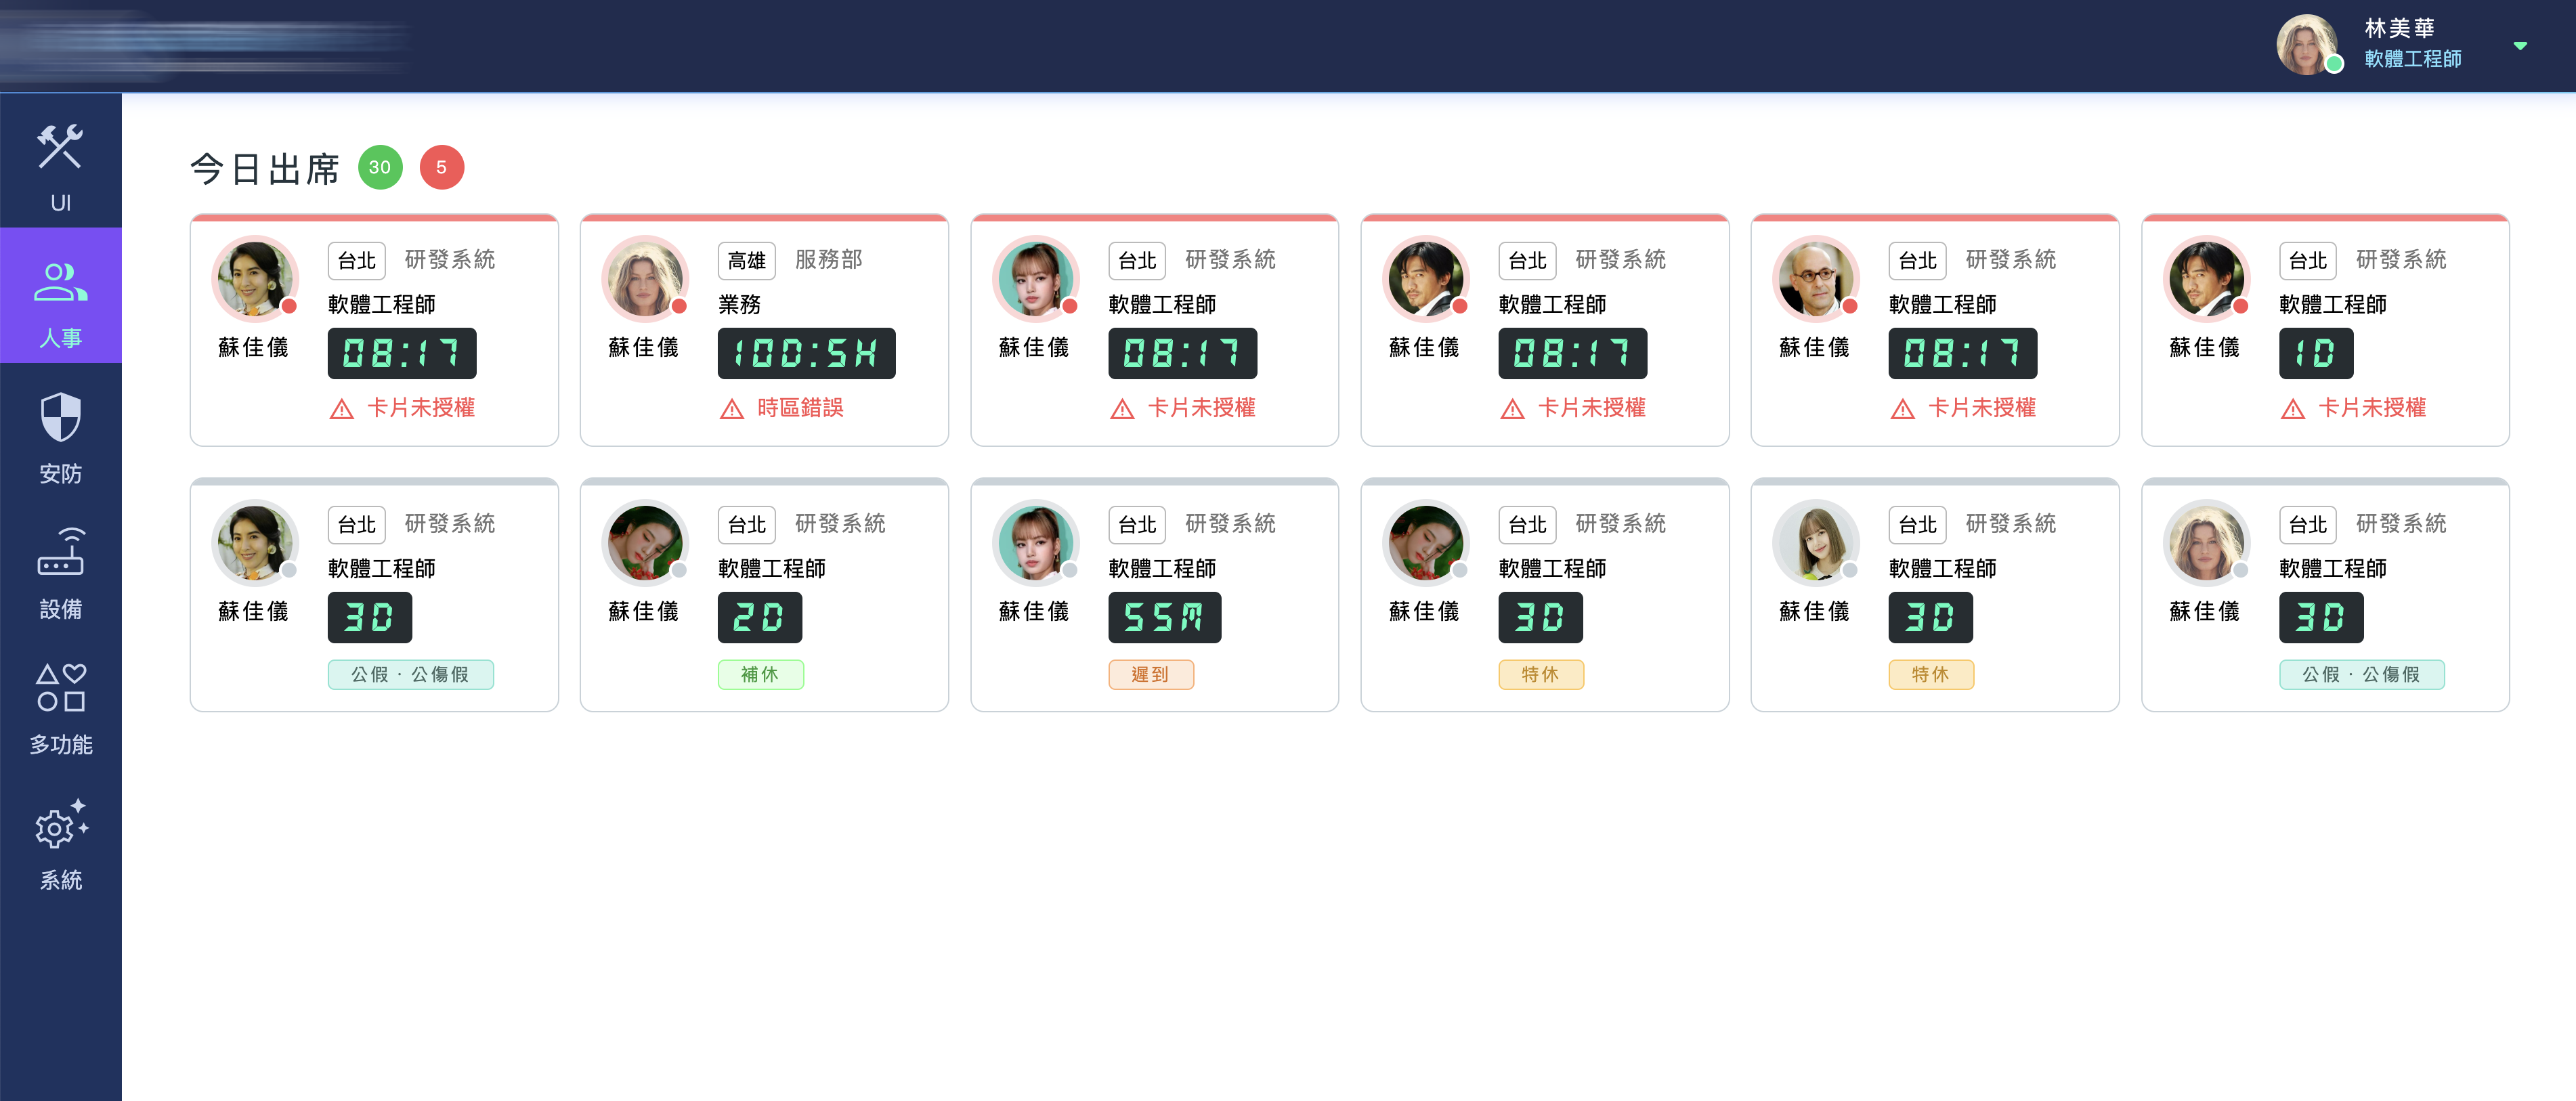 林美華
軟體工程師
UI
人事
安防
設備
多功能
系統
今日出席 30 5
台北 研發系統
軟體工程師
蘇佳儀 08:17
卡片未授權
高雄 服務部
業務
蘇佳儀 10D:5H
時區錯誤
台北 研發系統
軟體工程師
蘇佳儀 08:17
卡片未授權
台北 研發系統
軟體工程師
蘇佳儀 08:17
卡片未授權
台北 研發系統
軟體工程師
蘇佳儀 08:17
卡片未授權
台北 研發系統
軟體工程師
蘇佳儀 1D
卡片未授權
台北 研發系統
軟體工程師
蘇佳儀 3D
公假 · 公傷假
台北 研發系統
軟體工程師
蘇佳儀 2D
補休
台北 研發系統
軟體工程師
蘇佳儀 55M
遲到
台北 研發系統
軟體工程師
蘇佳儀 3D
特休
台北 研發系統
軟體工程師
蘇佳儀 3D
特休
台北 研發系統
軟體工程師
蘇佳儀 3D
公假 · 公傷假